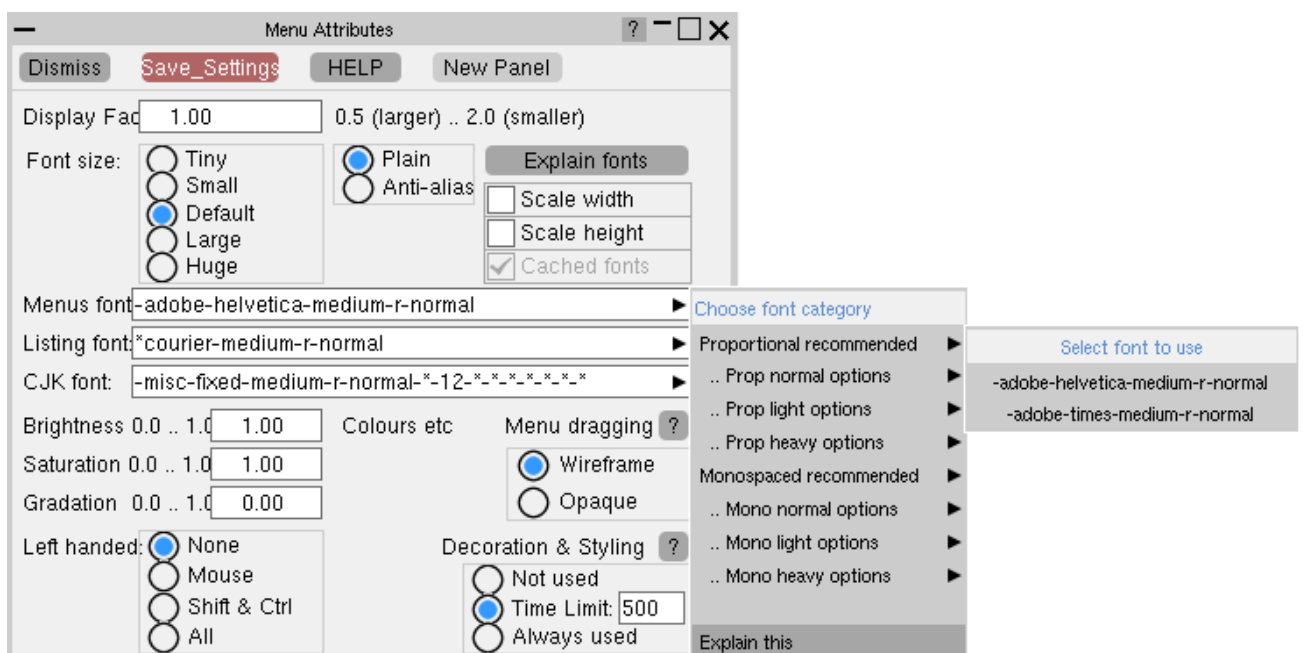 Menu Attributes ?
Dismiss Save_Settings HELP New Panel
Display Fac 1.00 0.5 (larger) .. 2.0 (smaller)
Font size: Tiny Plain Explain fonts
Small Anti-alias Scale width
Default Scale height
Large Cached fonts
Huge
Menus font -adobe-helvetica-medium-r-normal
Listing font: *courier-medium-r-normal
CJK font: -misc-fixed-medium-r-normal-*-12-*-*-*-*-*-*
Brightness 0.0 .. 1.0 1.00 Colours etc Menu dragging ?
Saturation 0.0 .. 1.0 1.00 Wireframe
Gradation 0.0 .. 1.0 0.00 Opaque
Left handed: None Decoration & Styling ?
Mouse Not used
Shift & Ctrl Time Limit: 500
All Always used
Choose font category
Proportional recommended
.. Prop normal options
.. Prop light options
.. Prop heavy options
Monospaced recommended
.. Mono normal options
.. Mono light options
.. Mono heavy options
Explain this
Select font to use
-adobe-helvetica-medium-r-normal
-adobe-times-medium-r-normal